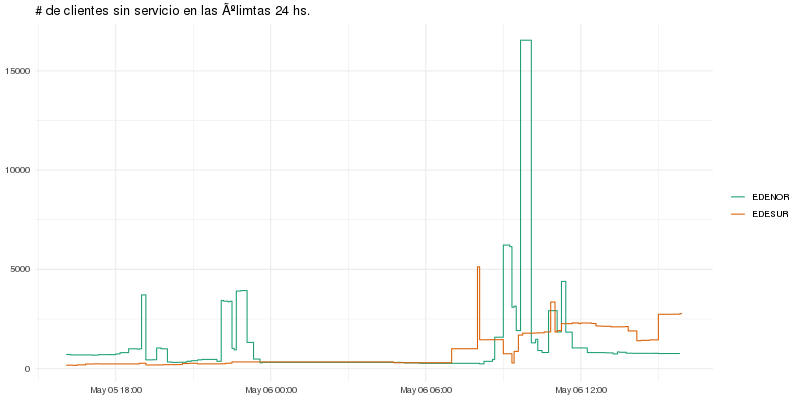 # de clientes sin servicio en las Ãºlimtas 24 hs.
15000
10000
5000
0
May 05 18:00
May 06 00:00
May 06 06:00
May 06 12:00
EDENOR
EDESUR